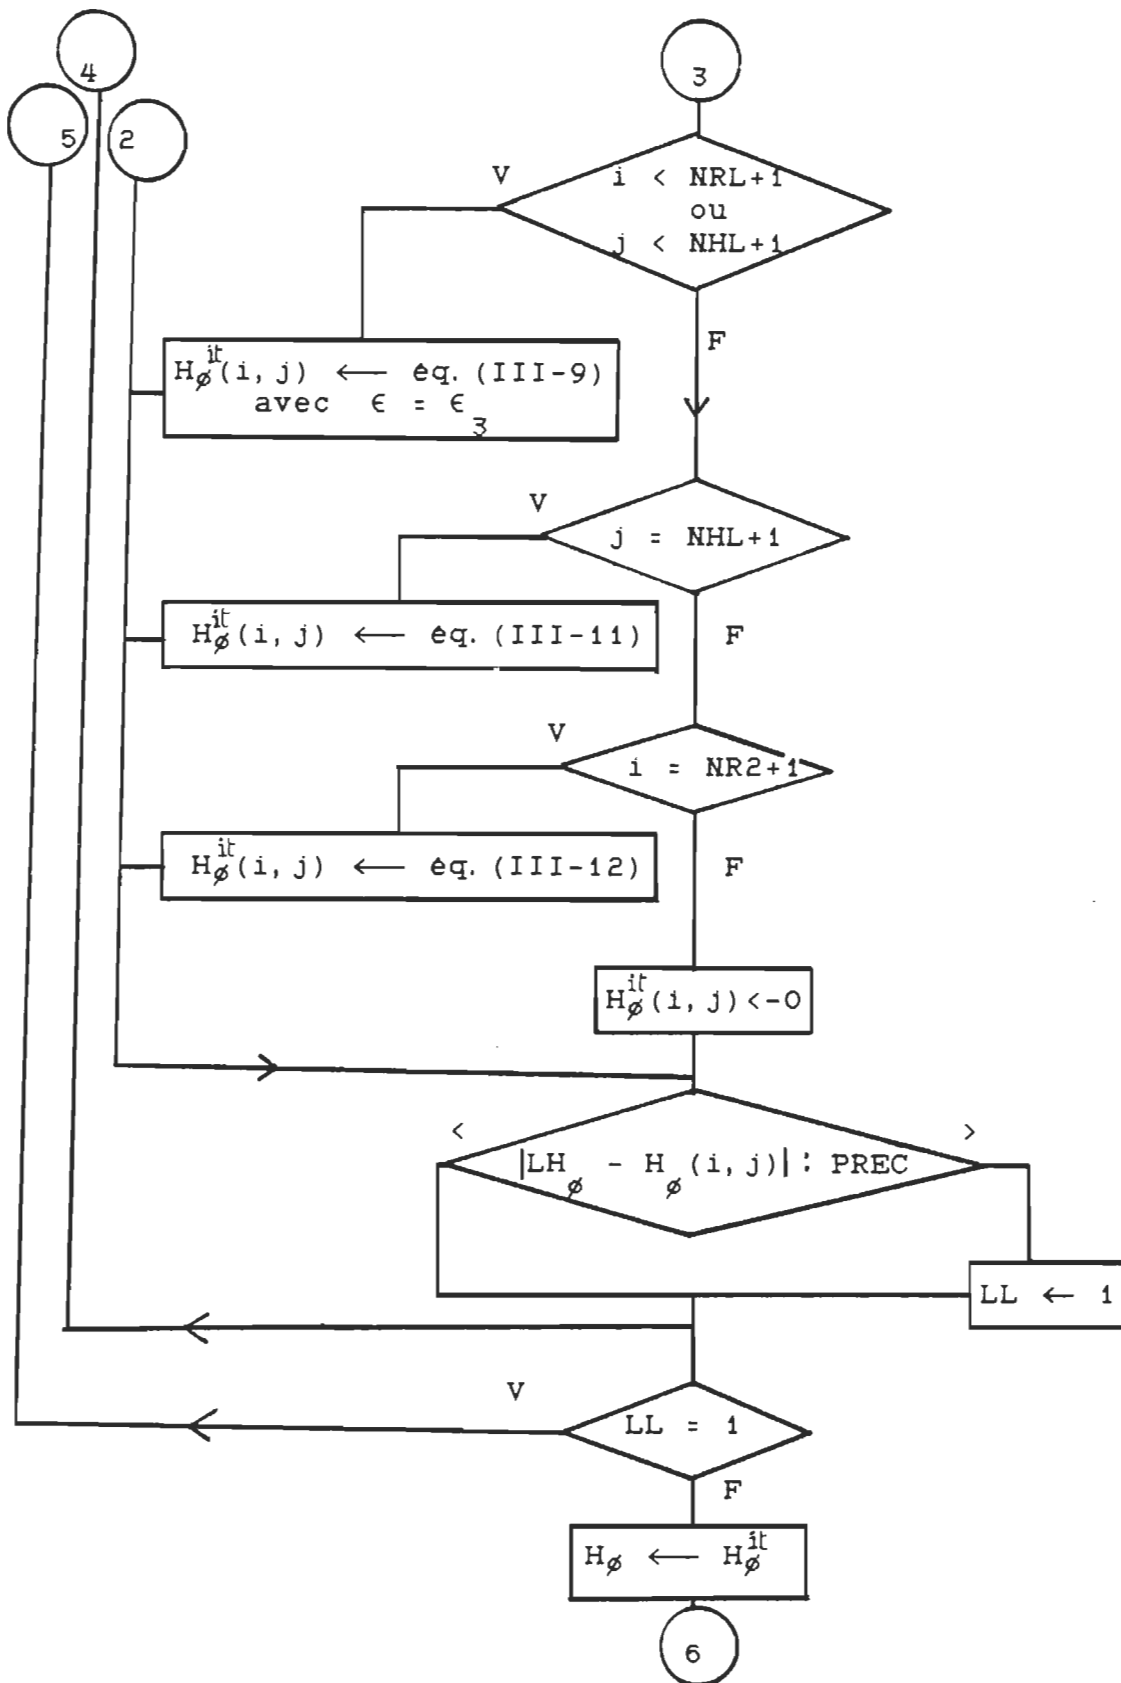 4
3
5
2
V
i < NRL+1
ou
j < NHL+1
F
H_ø^it(i, j) ← éq. (III-9)
avec ϵ = ϵ_3
V
j = NHL+1
H_ø^it(i, j) ← éq. (III-11)
F
V
i = NR2+1
H_ø^it(i, j) ← éq. (III-12)
F
H_ø^it(i, j) <-0
<
>
|LH_ø - H_ø(i, j)| : PREC
LL ← 1
V
LL = 1
F
H_ø ← H_ø^it
6